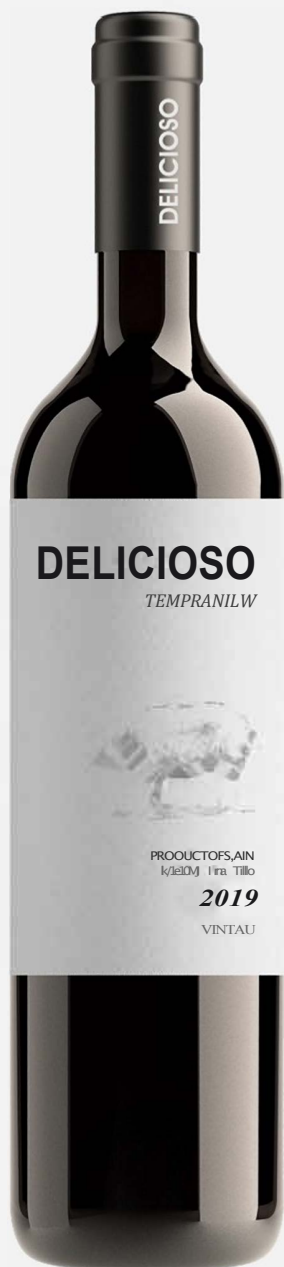 DELICIOSO
DELICIOSO
TEMPRANILW
PROOUCTOFS,AIN
2019
VINTAU